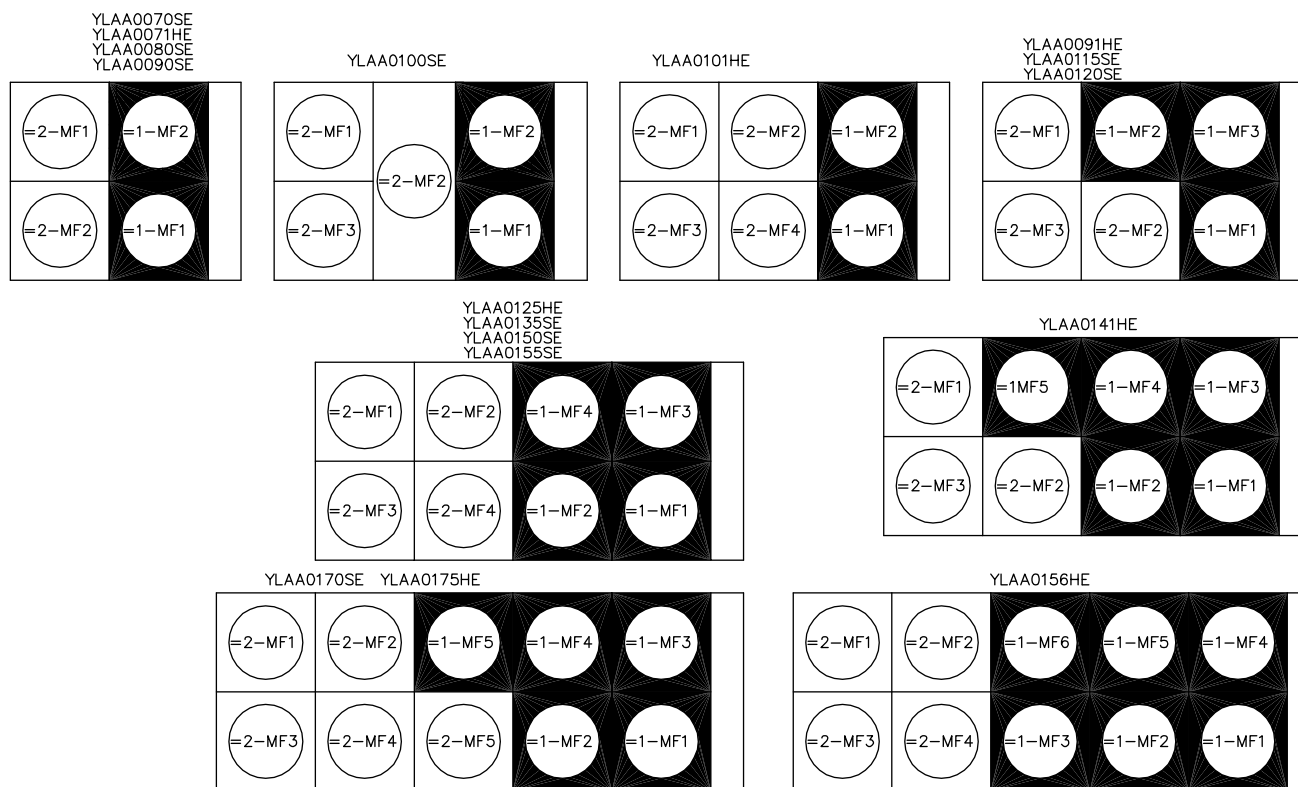 YLAA0070SE
YLAA0071HE
YLAA0080SE
YLAA0090SE
=2-MF1 =1-MF2
=2-MF2 =1-MF1
YLAA0100SE
=2-MF1 =1-MF2
=2-MF2
=2-MF3 =1-MF1
YLAA0101HE
=2-MF1 =2-MF2 =1-MF2
=2-MF3 =2-MF4 =1-MF1
YLAA0091HE
YLAA0115SE
YLAA0120SE
=2-MF1 =1-MF2 =1-MF3
=2-MF3 =2-MF2 =1-MF1
YLAA0125HE
YLAA0135SE
YLAA0150SE
YLAA0155SE
=2-MF1 =2-MF2 =1-MF4 =1-MF3
=2-MF3 =2-MF4 =1-MF2 =1-MF1
YLAA0141HE
=2-MF1 =1MF5 =1-MF4 =1-MF3
=2-MF3 =2-MF2 =1-MF2 =1-MF1
YLAA0170SE YLAA0175HE
=2-MF1 =2-MF2 =1-MF5 =1-MF4 =1-MF3
=2-MF3 =2-MF4 =2-MF5 =1-MF2 =1-MF1
YLAA0156HE
=2-MF1 =2-MF2 =1-MF6 =1-MF5 =1-MF4
=2-MF3 =2-MF4 =1-MF3 =1-MF2 =1-MF1